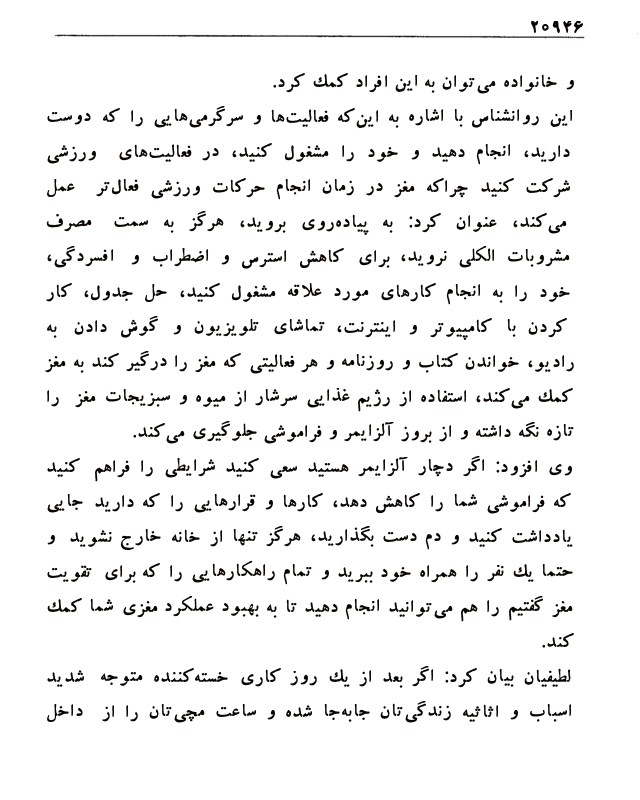 ۲۰۹۴۶
و خانواده می‌توان به این افراد کمك کرد.
این روانشناس با اشاره به این‌که فعالیت‌ها و سرگرمی‌هایی را که دوست
دارید، انجام دهید و خود را مشغول کنید، در فعالیت‌های ورزشی
شرکت کنید چراکه مغز در زمان انجام حرکات ورزشی فعال‌تر عمل
می‌کند، عنوان کرد: به پیاده‌روی بروید، هرگز به سمت مصرف
مشروبات الکلی نروید، برای کاهش استرس و اضطراب و افسردگی،
خود را به انجام کارهای مورد علاقه مشغول کنید، حل جدول، کار
کردن با کامپیوتر و اینترنت، تماشای تلویزیون و گوش دادن به
رادیو، خواندن کتاب و روزنامه و هر فعالیتی که مغز را درگیر کند به مغز
کمك می‌کند، استفاده از رژیم غذایی سرشار از میوه و سبزیجات مغز را
تازه نگه داشته و از بروز آلزایمر و فراموشی جلوگیری می‌کند.
وی افزود: اگر دچار آلزایمر هستید سعی کنید شرایطی را فراهم کنید
که فراموشی شما را کاهش دهد، کارها و قرارهایی را که دارید جایی
یادداشت کنید و دم دست بگذارید، هرگز تنها از خانه خارج نشوید و
حتما یك نفر را همراه خود ببرید و تمام راهکارهایی را که برای تقویت
مغز گفتیم را هم می‌توانید انجام دهید تا به بهبود عملکرد مغزی شما کمك
کند.
لطیفیان بیان کرد: اگر بعد از یك روز کاری خسته‌کننده متوجه شدید
اسباب و اثاثیه زندگی‌تان جابه‌جا شده و ساعت مچی‌تان را از داخل